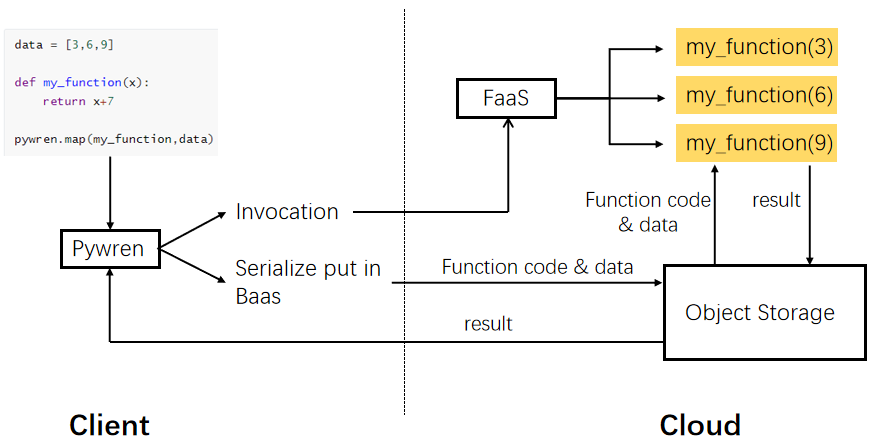 data = [3,6,9]
def my_function(x):
    return x+7
pywren.map(my_function,data)
Pywren
Invocation
Serialize put in
Baas
FaaS
my_function(3)
my_function(6)
my_function(9)
Function code
& data
result
Function code & data
Object Storage
result
Client
Cloud